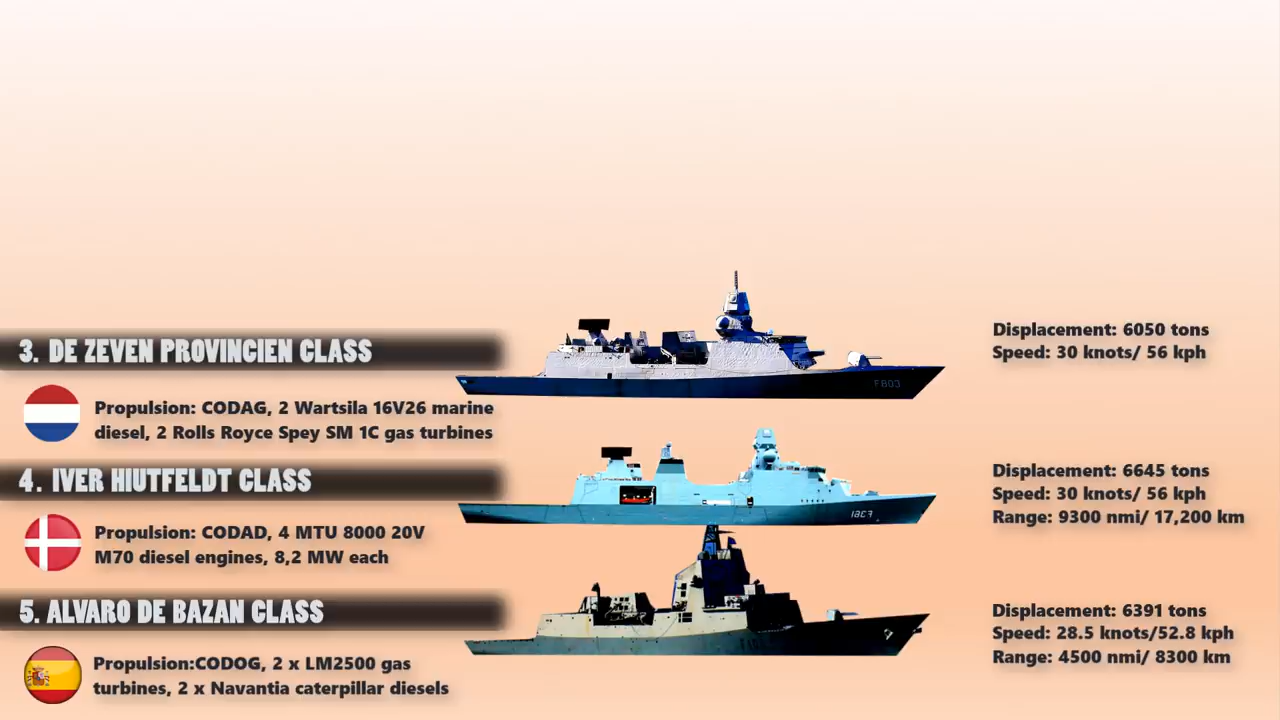 3. DE ZEVEN PROVINCIEN CLASS
Propulsion: CODAG, 2 Wartsila 16V26 marine
diesel, 2 Rolls Royce Spey SM 1C gas turbines
F803
Displacement: 6050 tons
Speed: 30 knots/ 56 kph
4. IVER HIUTFELDT CLASS
Propulsion: CODAD, 4 MTU 8000 20V
M70 diesel engines, 8,2 MW each
Displacement: 6645 tons
Speed: 30 knots/ 56 kph
Range: 9300 nmi/ 17,200 km
5. ALVARO DE BAZAN CLASS
Propulsion:CODOG, 2 x LM2500 gas
turbines, 2 x Navantia caterpillar diesels
Displacement: 6391 tons
Speed: 28.5 knots/52.8 kph
Range: 4500 nmi/ 8300 km